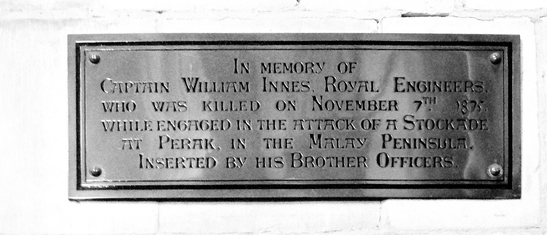 In memory of
Captain William Innes, Royal Engineers,
who was killed on November 7TH 1875.
while engaged in the attack of a Stockade
at Perak, in the Malay Peninsula.
Inserted by his Brother Officers.